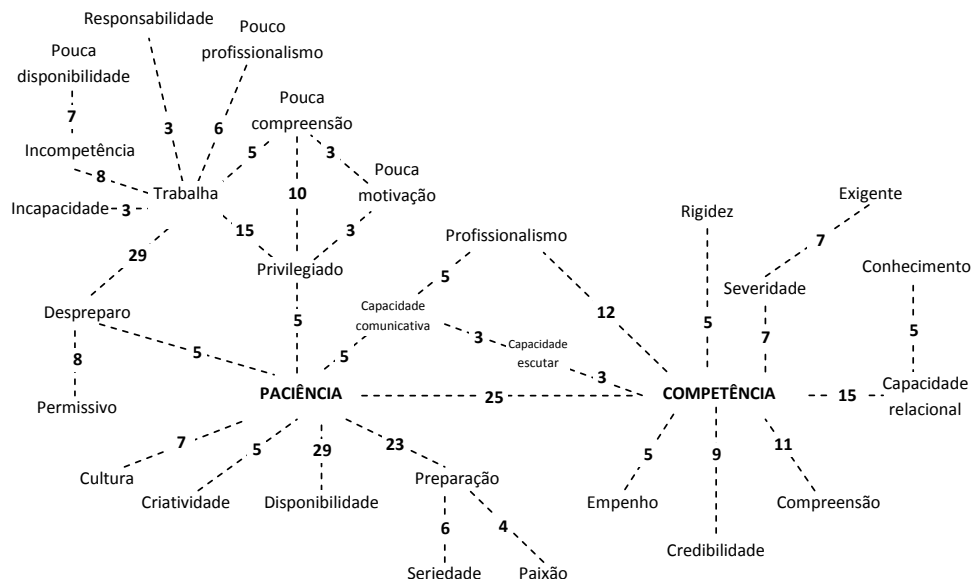 Responsabilidade
Pouco
profissionalismo
Pouca
disponibilidade
Pouca
compreensão
7
3
6
Incompetência
5
3
Pouca
motivação
8
Trabalha
10
Incapacidade
3
Exigente
Rigidez
15
3
Profissionalismo
7
29
Privilegiado
5
Conhecimento
Severidade
Despreparo
5
Capacidade
comunicativa
12
5
7
5
8
5
5
3
Capacidade
escutar
3
Permissivo
PACIÊNCIA
25
COMPETÊNCIA
15
Capacidade
relacional
7
5
29
23
5
9
11
Cultura
Criatividade
Disponibilidade
Preparação
Empenho
Compreensão
6
4
Credibilidade
Seriedade
Paixão